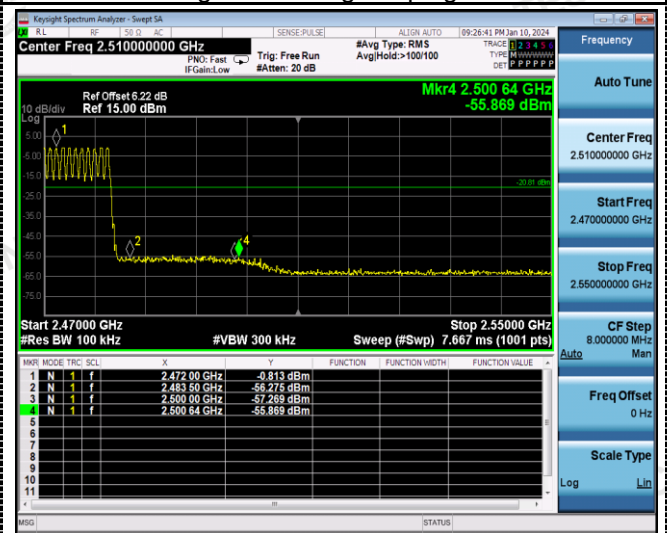 Keysight Spectrum Analyzer - Swept SA
RL RF 50 Ω AC SENSE:PULSE ALIGN AUTO 09:26:41 PM Jan 10, 2024
Center Freq 2.510000000 GHz #Avg Type: RMS TRACE 1 2 3 4 5 6 Frequency
PNO: Fast Trig: Free Run Avg|Hold:>100/100 TYPE M WWWWW
IFGain:Low #Atten: 20 dB DET P P P P P P
Auto Tune
Mkr4 2.500 64 GHz
Ref Offset 6.22 dB
10 dB/div Ref 15.00 dBm -55.869 dBm
Log
5.00 1
-5.00
-15.0
-20.81 dBm
-25.0
-35.0
-45.0
2 4
-55.0
-65.0
-75.0
Center Freq
2.510000000 GHz
Start Freq
2.470000000 GHz
Stop Freq
2.550000000 GHz
Start 2.47000 GHz Stop 2.55000 GHz
#Res BW 100 kHz #VBW 300 kHz Sweep (#Swp) 7.667 ms (1001 pts)
CF Step
8.000000 MHz
Auto Man
MKR MODE TRC SCL X Y FUNCTION FUNCTION WIDTH FUNCTION VALUE
1 N 1 f 2.472 00 GHz -0.813 dBm
2 N 1 f 2.483 50 GHz -56.275 dBm
3 N 1 f 2.500 00 GHz -57.269 dBm
4 N 1 f 2.500 64 GHz -55.869 dBm
5
6
7
8
9
10
11
Freq Offset
0 Hz
Scale Type
Log Lin
MSG STATUS